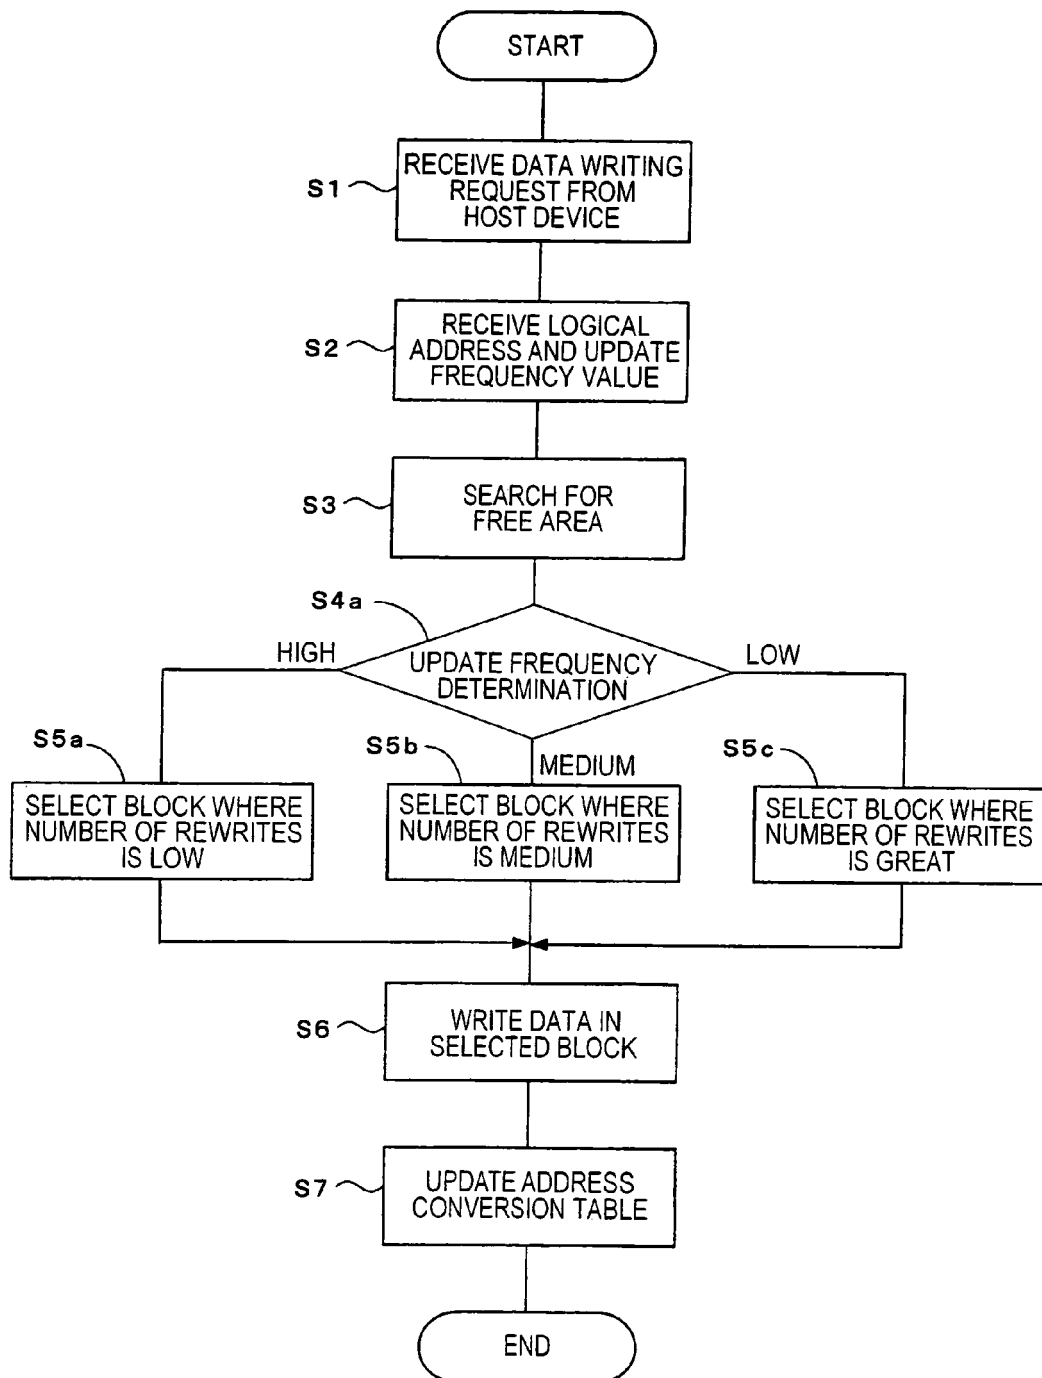 START
S1
RECEIVE DATA WRITING
REQUEST FROM
HOST DEVICE
S2
RECEIVE LOGICAL
ADDRESS AND UPDATE
FREQUENCY VALUE
S3
SEARCH FOR
FREE AREA
S4a
HIGH
UPDATE FREQUENCY
DETERMINATION
LOW
MEDIUM
S5a
SELECT BLOCK WHERE
NUMBER OF REWRITES
IS LOW
S5b
SELECT BLOCK WHERE
NUMBER OF REWRITES
IS MEDIUM
S5c
SELECT BLOCK WHERE
NUMBER OF REWRITES
IS GREAT
S6
WRITE DATA IN
SELECTED BLOCK
S7
UPDATE ADDRESS
CONVERSION TABLE
END